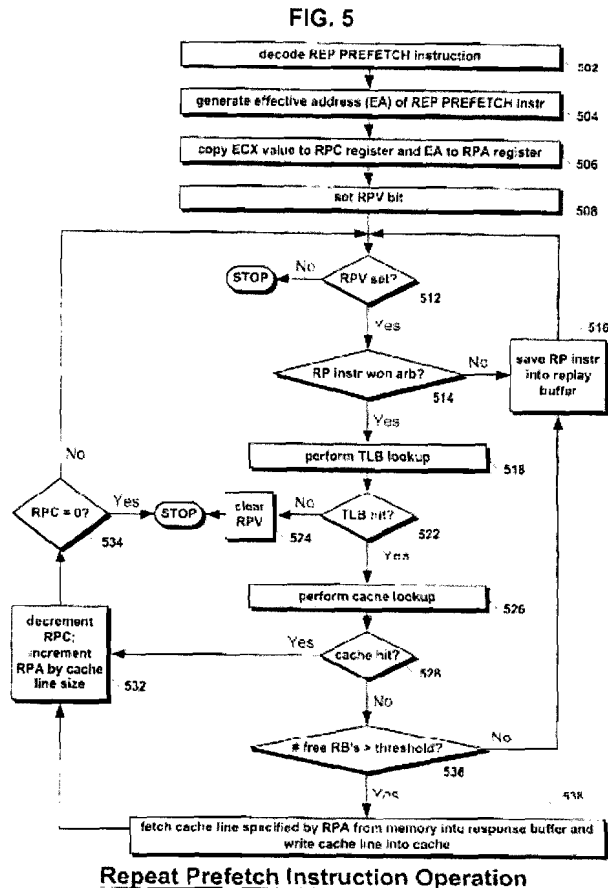 FIG. 5
decode REP PREFETCH instruction
502
generate effective address (EA) of REP PREFETCH instr
504
copy ECX value to RPC register and EA to RPA register
506
set RPV bit
508
STOP
No
RPV set?
512
Yes
516
RP instr won arb?
514
No
save RP instr
into replay
buffer
Yes
perform TLB lookup
518
No
RPC = 0?
534
Yes
STOP
clear
RPV
524
No
TLB hit?
522
Yes
perform cache lookup
526
decrement
RPC;
increment
RPA by cache
line size
532
Yes
cache hit?
528
No
# free RB's > threshold?
536
No
Yes
538
fetch cache line specified by RPA from memory into response buffer and
write cache line into cache
Repeat Prefetch Instruction Operation